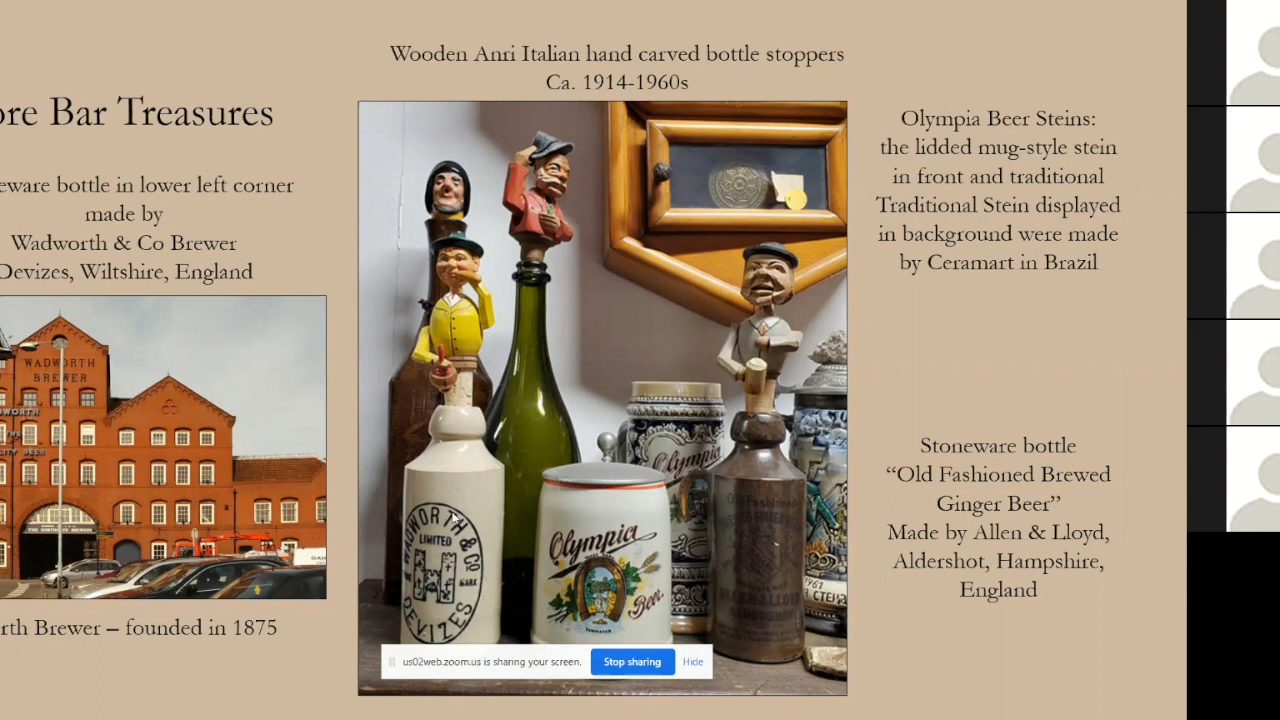 Wooden Anri Italian hand carved bottle stoppers
Ca. 1914-1960s
Bar Treasures
bottle in lower left corner
made by
Wadworth & Co Brewer
Devizes, Wiltshire, England
WADWORTH
BREWER
founded in 1875
WADWORTH & CO
LIMITED
MARK
DEVIZES
Olympia
Beer
Olympia
Old Fashioned
us02web.zoom.us is sharing your screen.
Stop sharing
Hide
Olympia Beer Steins:
the lidded mug-style stein
in front and traditional
Traditional Stein displayed
in background were made
by Ceramart in Brazil
Stoneware bottle
“Old Fashioned Brewed
Ginger Beer”
Made by Allen & Lloyd,
Aldershot, Hampshire,
England